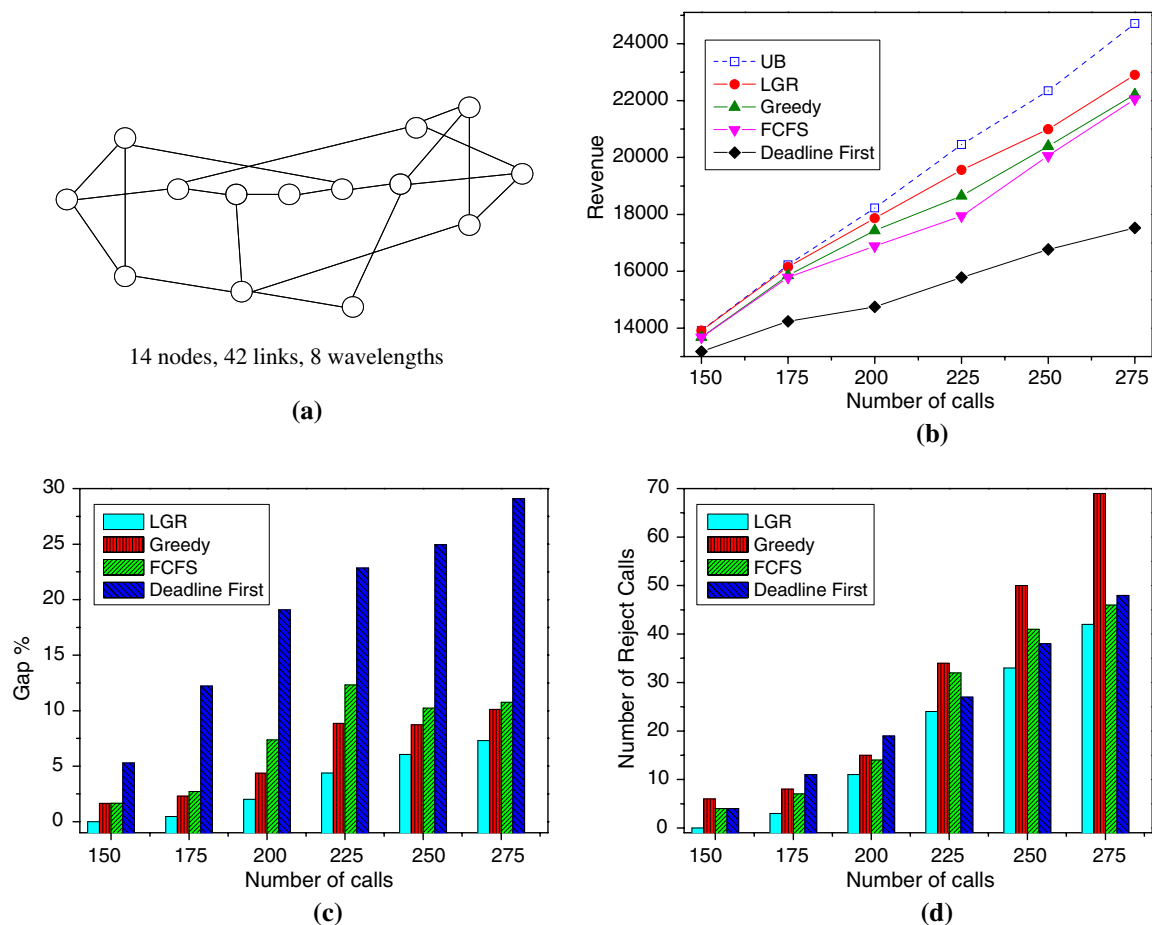 14 nodes, 42 links, 8 wavelengths
(a)
24000
22000
20000
18000
16000
14000
Revenue
UB
LGR
Greedy
FCFS
Deadline First
150 175 200 225 250 275
Number of calls
(b)
30
25
20
15
10
5
0
Gap %
LGR
Greedy
FCFS
Deadline First
150 175 200 225 250 275
Number of calls
(c)
70
60
50
40
30
20
10
0
Number of Reject Calls
LGR
Greedy
FCFS
Deadline First
150 175 200 225 250 275
Number of calls
(d)